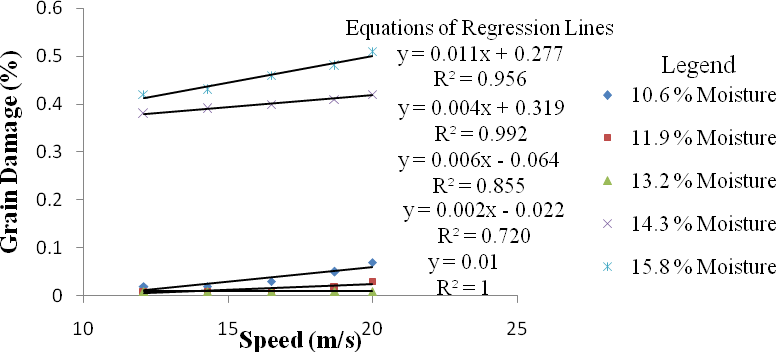 Equations of Regression Lines
y = 0.011x + 0.277
R² = 0.956
y = 0.004x + 0.319
R² = 0.992
y = 0.006x - 0.064
R² = 0.855
y = 0.002x - 0.022
R² = 0.720
y = 0.01
R² = 1
Legend
10.6 % Moisture
11.9 % Moisture
13.2 % Moisture
14.3 % Moisture
15.8 % Moisture
Grain Damage (%)
0.6
0.5
0.4
0.3
0.2
0.1
0
10
15
20
25
Speed (m/s)